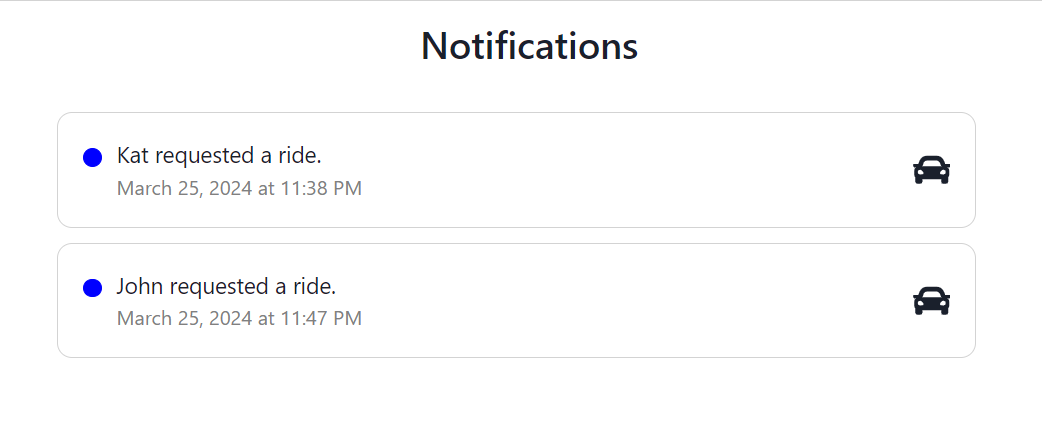 Notifications
Kat requested a ride.
March 25, 2024 at 11:38 PM
John requested a ride.
March 25, 2024 at 11:47 PM